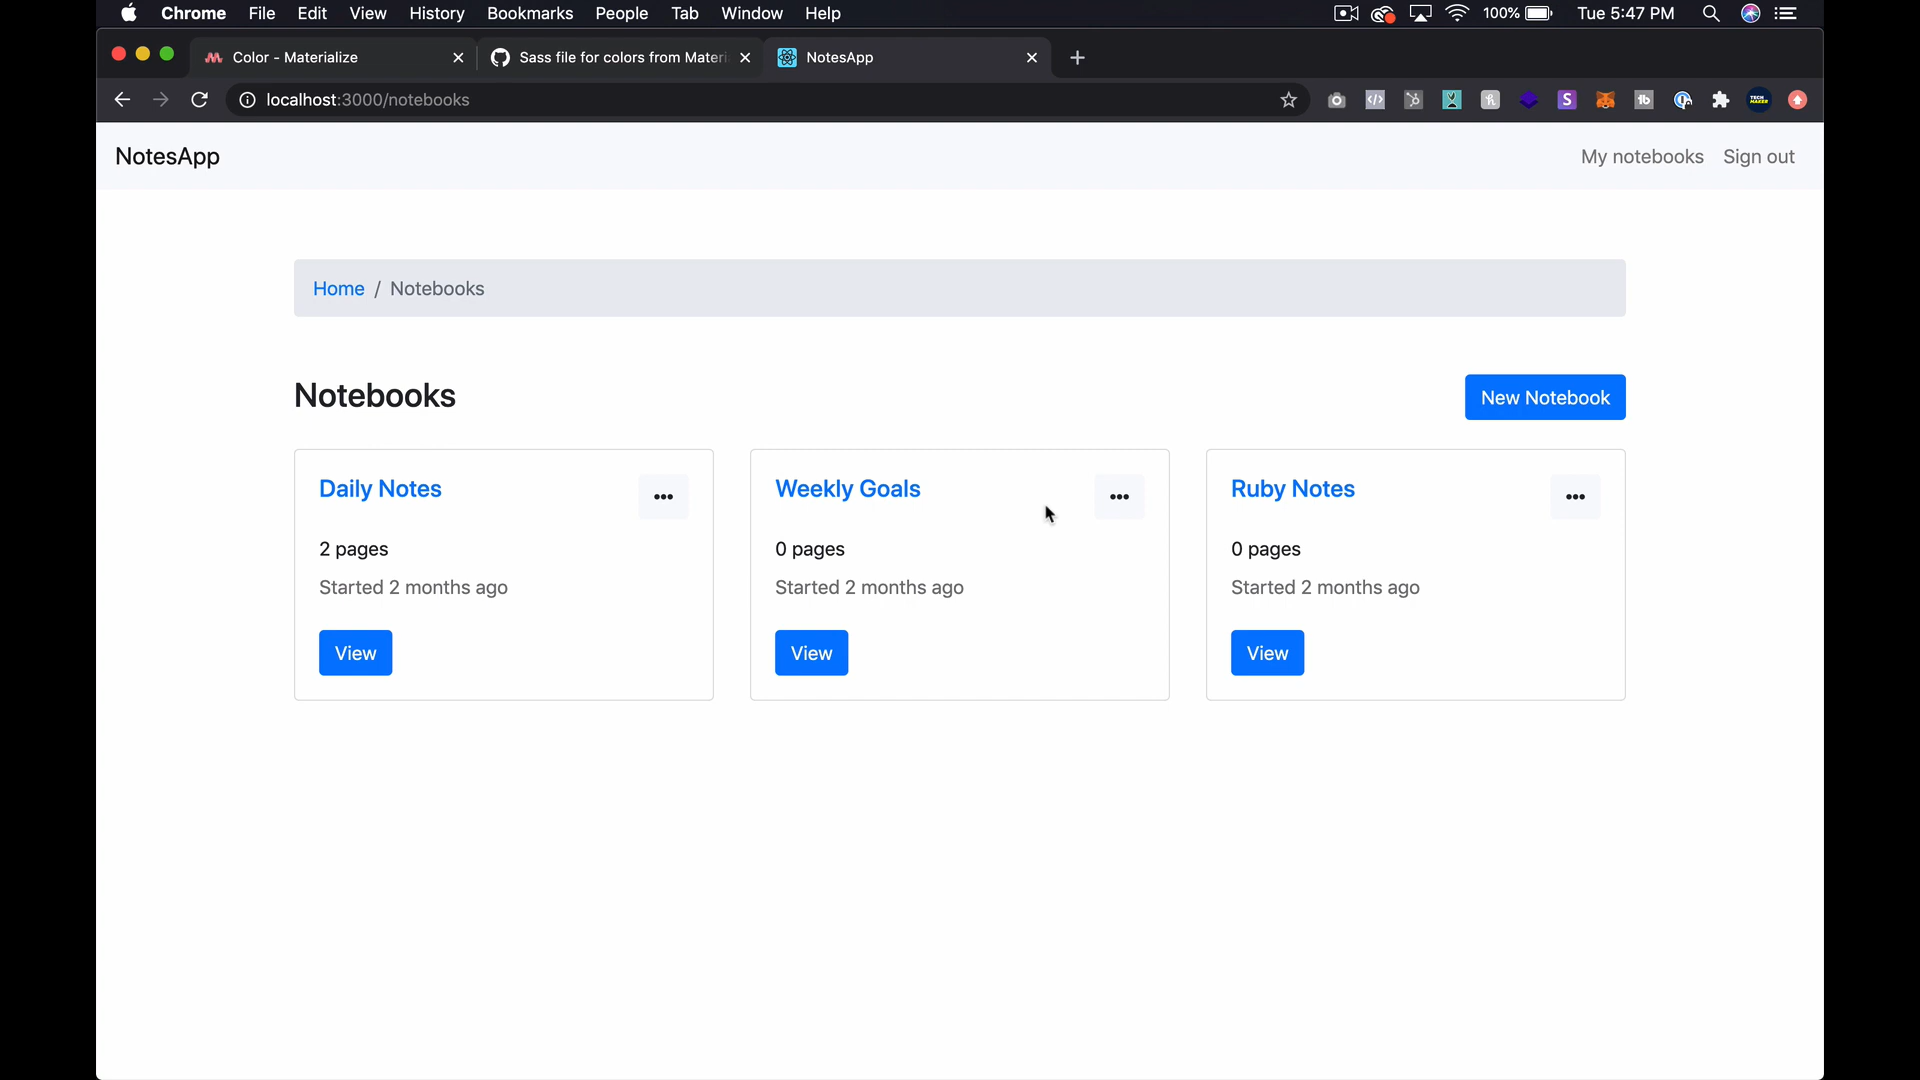 Chrome File Edit View History Bookmarks People Tab Window Help 100% Tue 5:47 PM
Color - Materialize Sass file for colors from Materi NotesApp
localhost:3000/notebooks
NotesApp My notebooks Sign out
Home / Notebooks
Notebooks New Notebook
Daily Notes Weekly Goals Ruby Notes
2 pages 0 pages 0 pages
Started 2 months ago Started 2 months ago Started 2 months ago
View View View